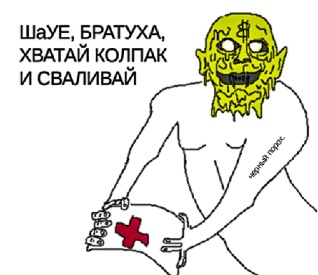 ШаУЕ, БРАТУХА,
ХВАТАЙ КОЛПАК
И СВАЛИВАЙ
$
черный порох.